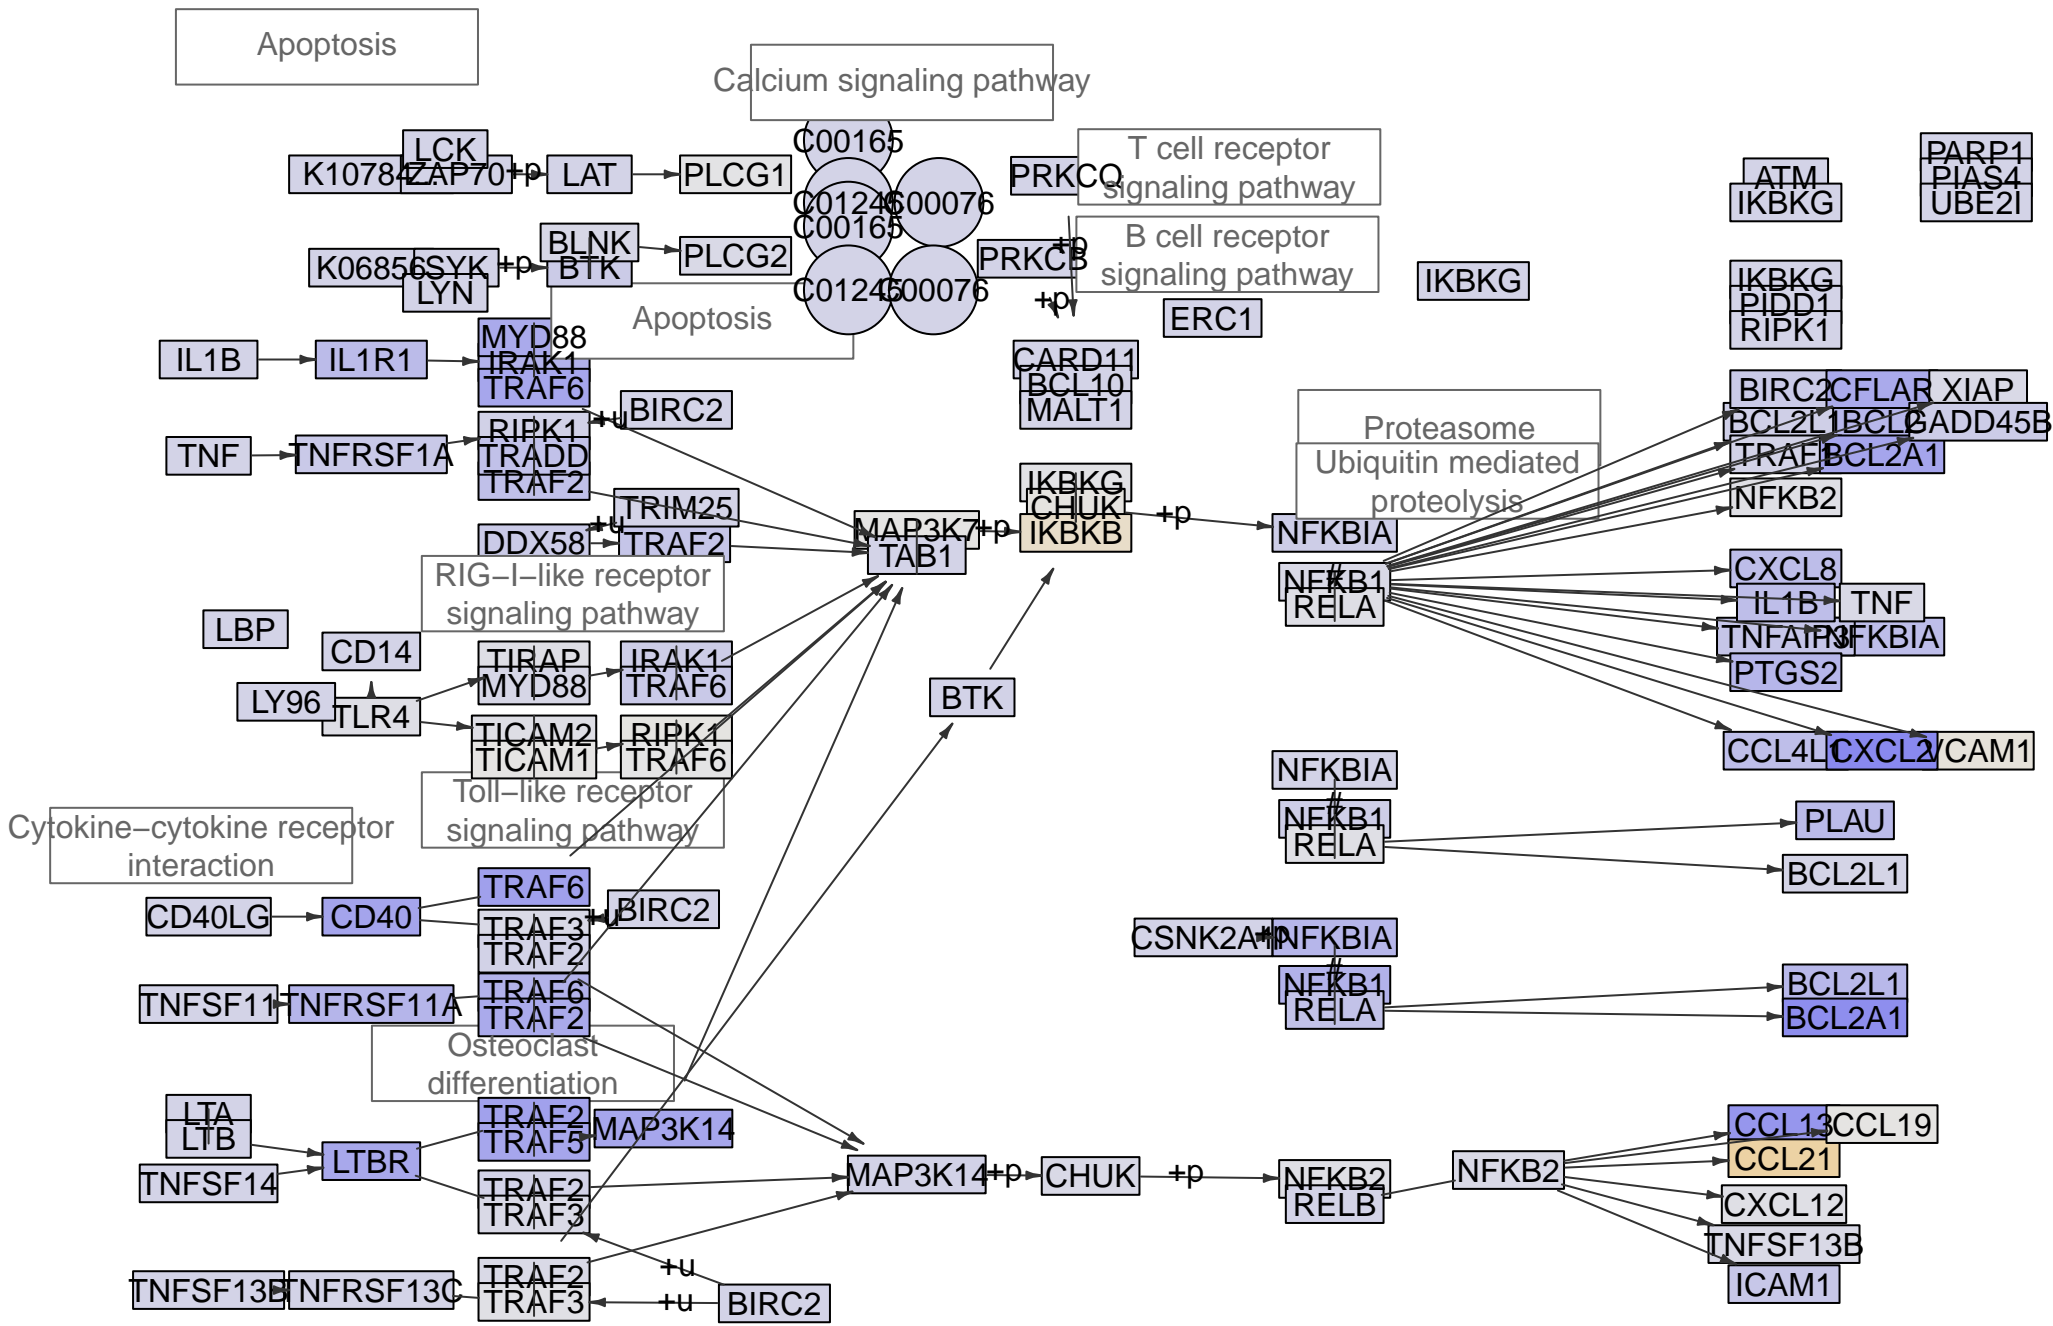 Apoptosis
Calcium signaling pathway
T cell receptor
signaling pathway
B cell receptor
signaling pathway
LCK
K10784
ZAP70
+p
LAT
PLCG1
C00165
C01246
C00165
C01245
C00076
C00076
PRKCQ
PRKCB
+p
+p
ERC1
IKBKG
ATM
IKBKG
PARP1
PIAS4
UBE2I
K06856
SYK
LYN
+p
BLNK
BTK
PLCG2
Apoptosis
IKBKG
PIDD1
RIPK1
IL1B
IL1R1
MYD88
IRAK1
TRAF6
CARD11
BCL10
MALT1
TNF
TNFRSF1A
RIPK1
TRADD
TRAF2
+u
BIRC2
BIRC2
CFLAR
XIAP
BCL2L1
BCL2
GADD45B
TRAF1
BCL2A1
NFKB2
Proteasome
Ubiquitin mediated
proteolysis
TRIM25
DDX58
+u
TRAF2
RIG−I−like receptor
signaling pathway
MAP3K7
TAB1
+p
IKBKG
CHUK
IKBKB
+p
NFKBIA
NFKB1
RELA
CXCL8
IL1B
TNF
TNFAIP3
NFKBIA
PTGS2
LBP
CD14
LY96
TLR4
TIRAP
MYD88
IRAK1
TRAF6
TICAM2
TICAM1
RIPK1
TRAF6
BTK
CCL4L1
CXCL2
VCAM1
Toll−like receptor
signaling pathway
Cytokine−cytokine receptor
interaction
NFKBIA
NFKB1
RELA
PLAU
BCL2L1
CD40LG
CD40
TRAF6
TRAF3
TRAF2
+u
BIRC2
CSNK2A1
+p
NFKBIA
NFKB1
RELA
BCL2L1
BCL2A1
TNFSF11
TNFRSF11A
TRAF6
TRAF2
Osteoclast
differentiation
LTA
LTB
TNFSF14
LTBR
TRAF2
TRAF5
MAP3K14
TRAF2
TRAF3
MAP3K14
+p
CHUK
+p
NFKB2
RELB
NFKB2
CCL13
CCL19
CCL21
CXCL12
TNFSF13B
ICAM1
TNFSF13B
TNFRSF13C
TRAF2
TRAF3
+u
+u
BIRC2